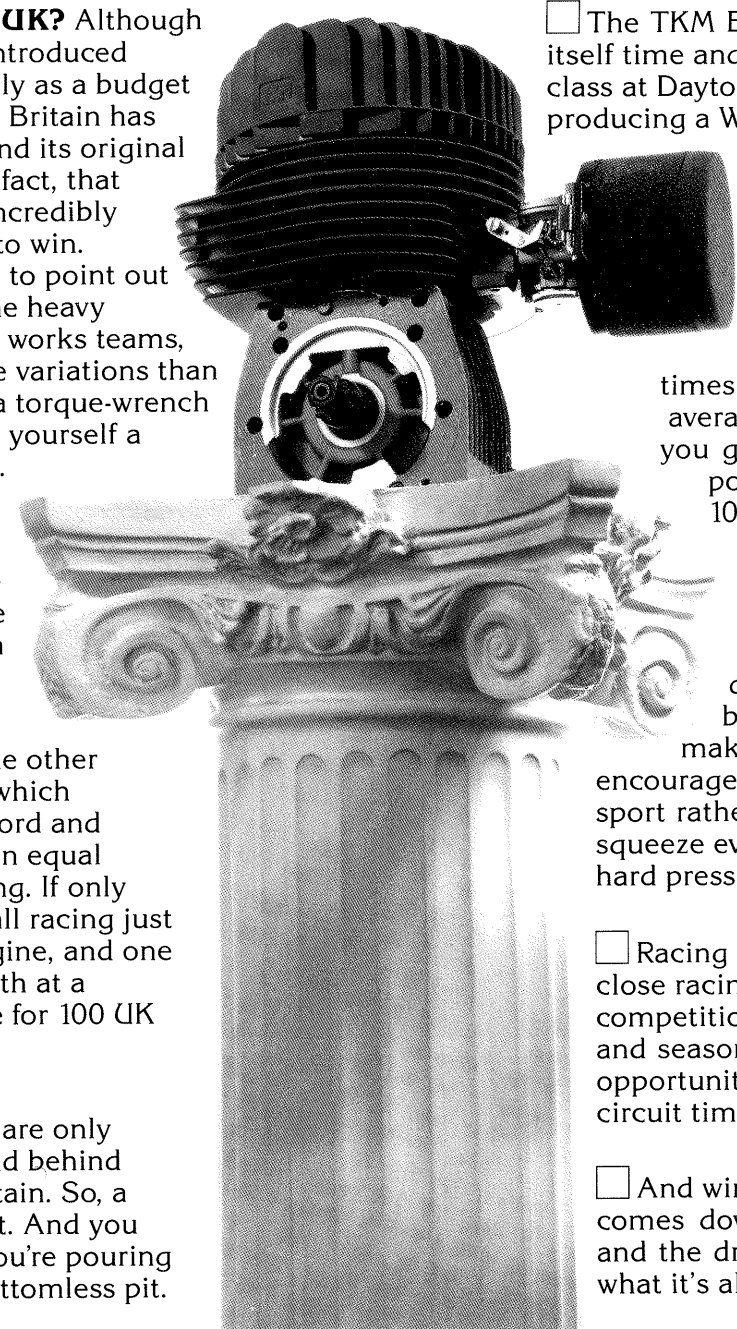 UK? Although
ntroduced
ly as a budget
Britain has
nd its original
fact, that
ncredibly
to win.
to point out
ne heavy
works teams,
e variations than
a torque-wrench
yourself a
.
e
n
e other
which
ord and
n equal
ng. If only
all racing just
gine, and one
th at a
e for 100 UK
are only
d behind
tain. So, a
t. And you
ou're pouring
ttomless pit.
☐ The TKM E
itself time and
class at Dayto
producing a W
times
avera
you g
po
10
c
b
mak
encourage
sport rathe
squeeze ev
hard press
☐ Racing
close racin
competitio
and season
opportunit
circuit tim
☐ And win
comes dow
and the dr
what it's al